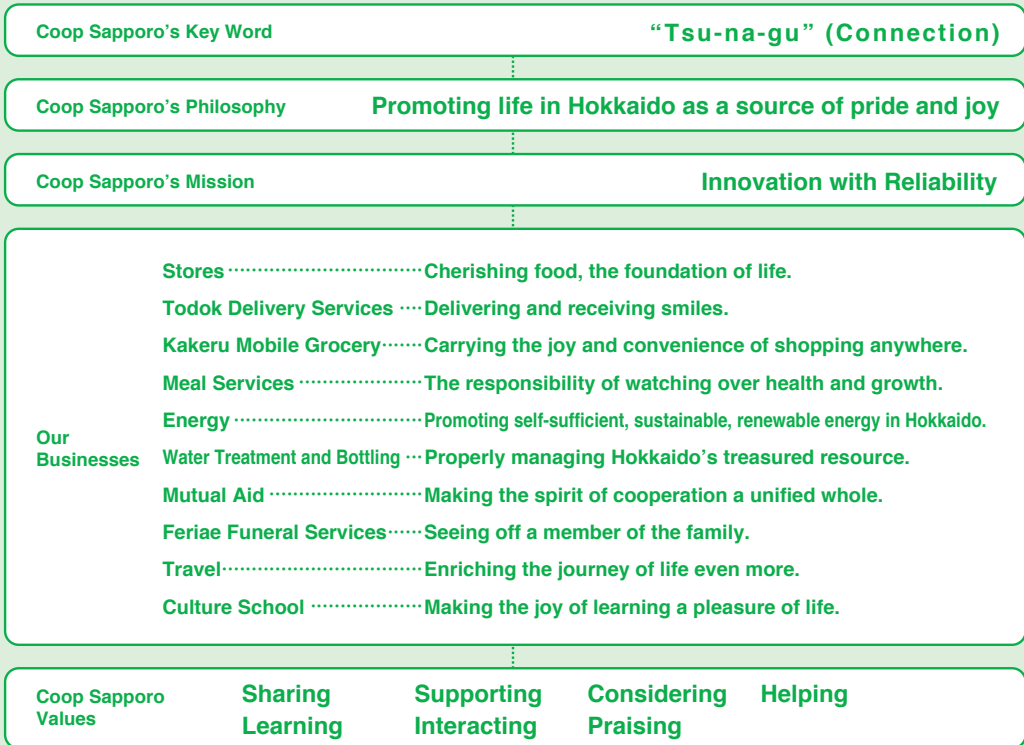 Coop Sapporo's Key Word “Tsu-na-gu” (Connection)
Coop Sapporo's Philosophy Promoting life in Hokkaido as a source of pride and joy
Coop Sapporo's Mission Innovation with Reliability
Our Businesses
Stores ································· Cherishing food, the foundation of life.
Todok Delivery Services ···· Delivering and receiving smiles.
Kakeru Mobile Grocery ······· Carrying the joy and convenience of shopping anywhere.
Meal Services ····················· The responsibility of watching over health and growth.
Energy ································ Promoting self-sufficient, sustainable, renewable energy in Hokkaido.
Water Treatment and Bottling ··· Properly managing Hokkaido's treasured resource.
Mutual Aid ·························· Making the spirit of cooperation a unified whole.
Feriae Funeral Services ······ Seeing off a member of the family.
Travel ·································· Enriching the journey of life even more.
Culture School ··················· Making the joy of learning a pleasure of life.
Coop Sapporo Values
Sharing Supporting Considering Helping
Learning Interacting Praising